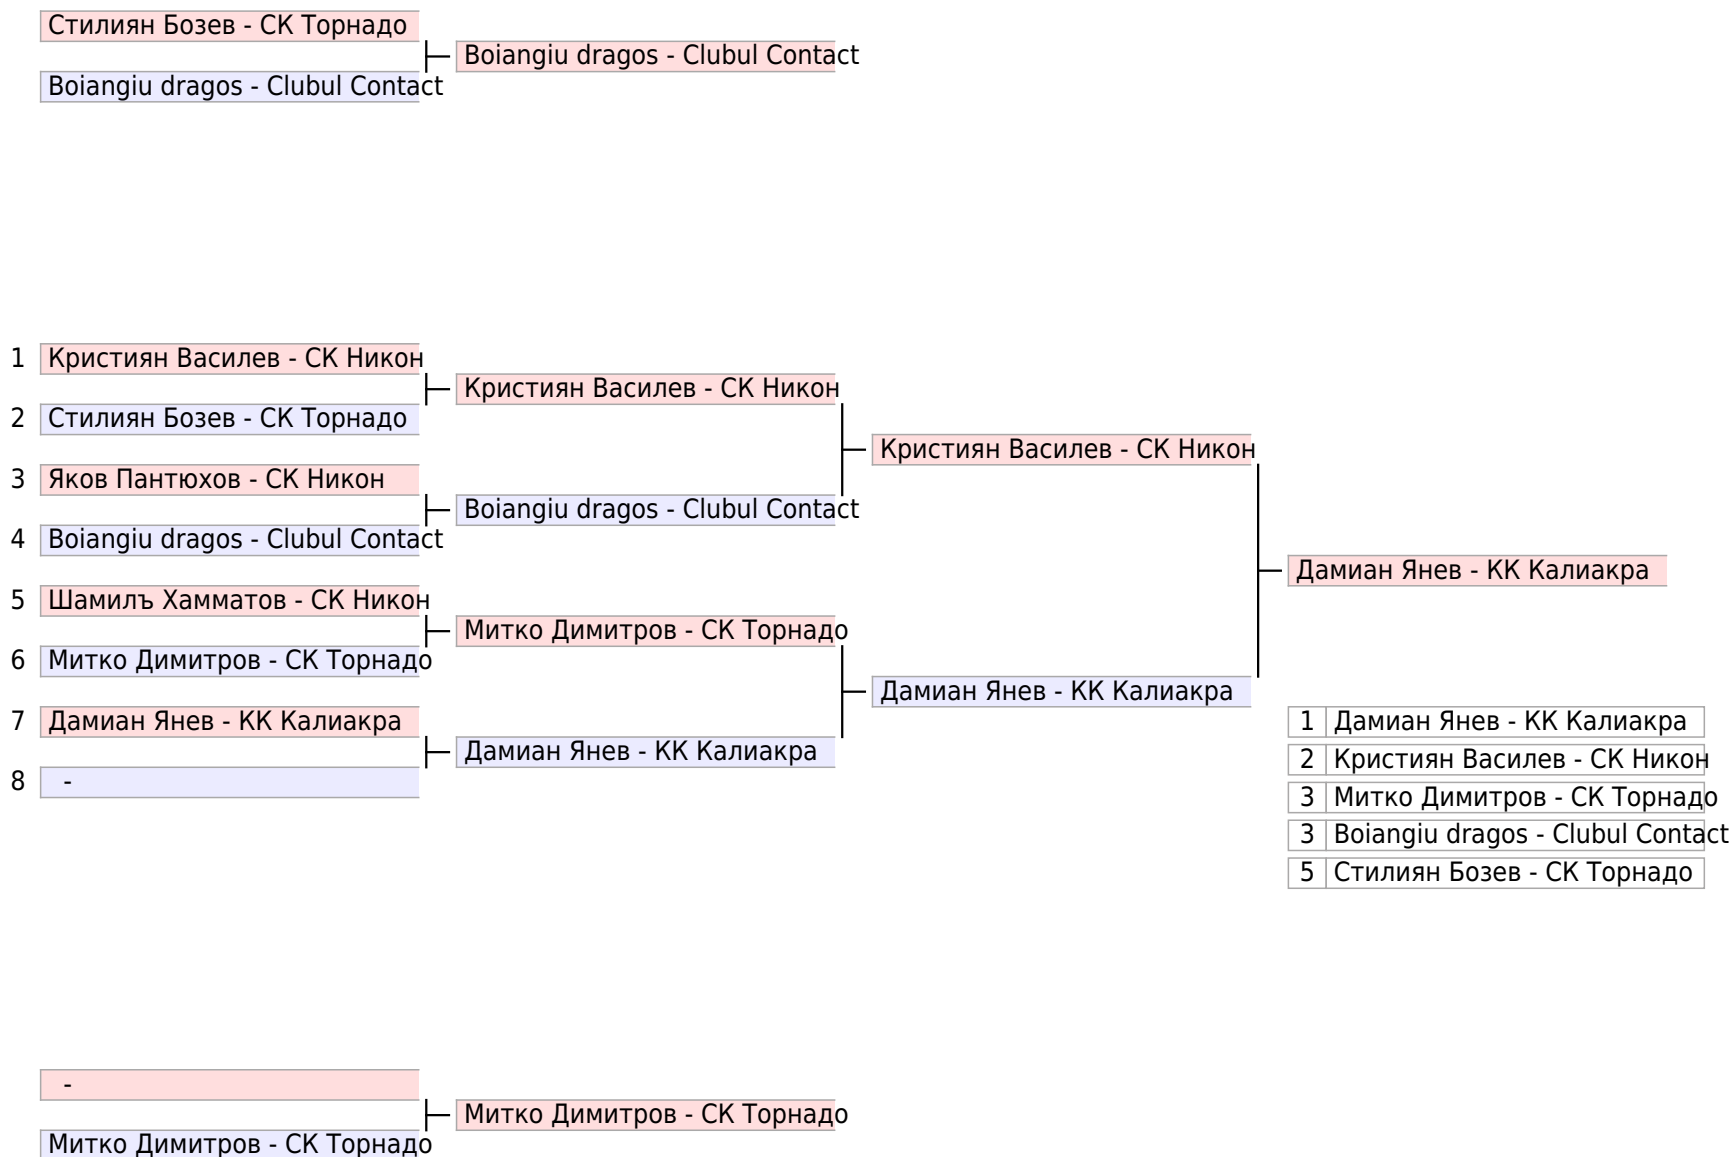 Стилиян Бозев - СК Торнадо
Boiangiu dragos - Clubul Contact
Boiangiu dragos - Clubul Contact
1 Кристиян Василев - СК Никон
Кристиян Василев - СК Никон
2 Стилиян Бозев - СК Торнадо
Кристиян Василев - СК Никон
3 Яков Пантюхов - СК Никон
Boiangiu dragos - Clubul Contact
4 Boiangiu dragos - Clubul Contact
Дамиан Янев - КК Калиакра
5 Шамилъ Хамматов - СК Никон
Митко Димитров - СК Торнадо
6 Митко Димитров - СК Торнадо
Дамиан Янев - КК Калиакра
7 Дамиан Янев - КК Калиакра
Дамиан Янев - КК Калиакра
8 -
1 Дамиан Янев - КК Калиакра
2 Кристиян Василев - СК Никон
3 Митко Димитров - СК Торнадо
3 Boiangiu dragos - Clubul Contact
5 Стилиян Бозев - СК Торнадо
-
Митко Димитров - СК Торнадо
Митко Димитров - СК Торнадо